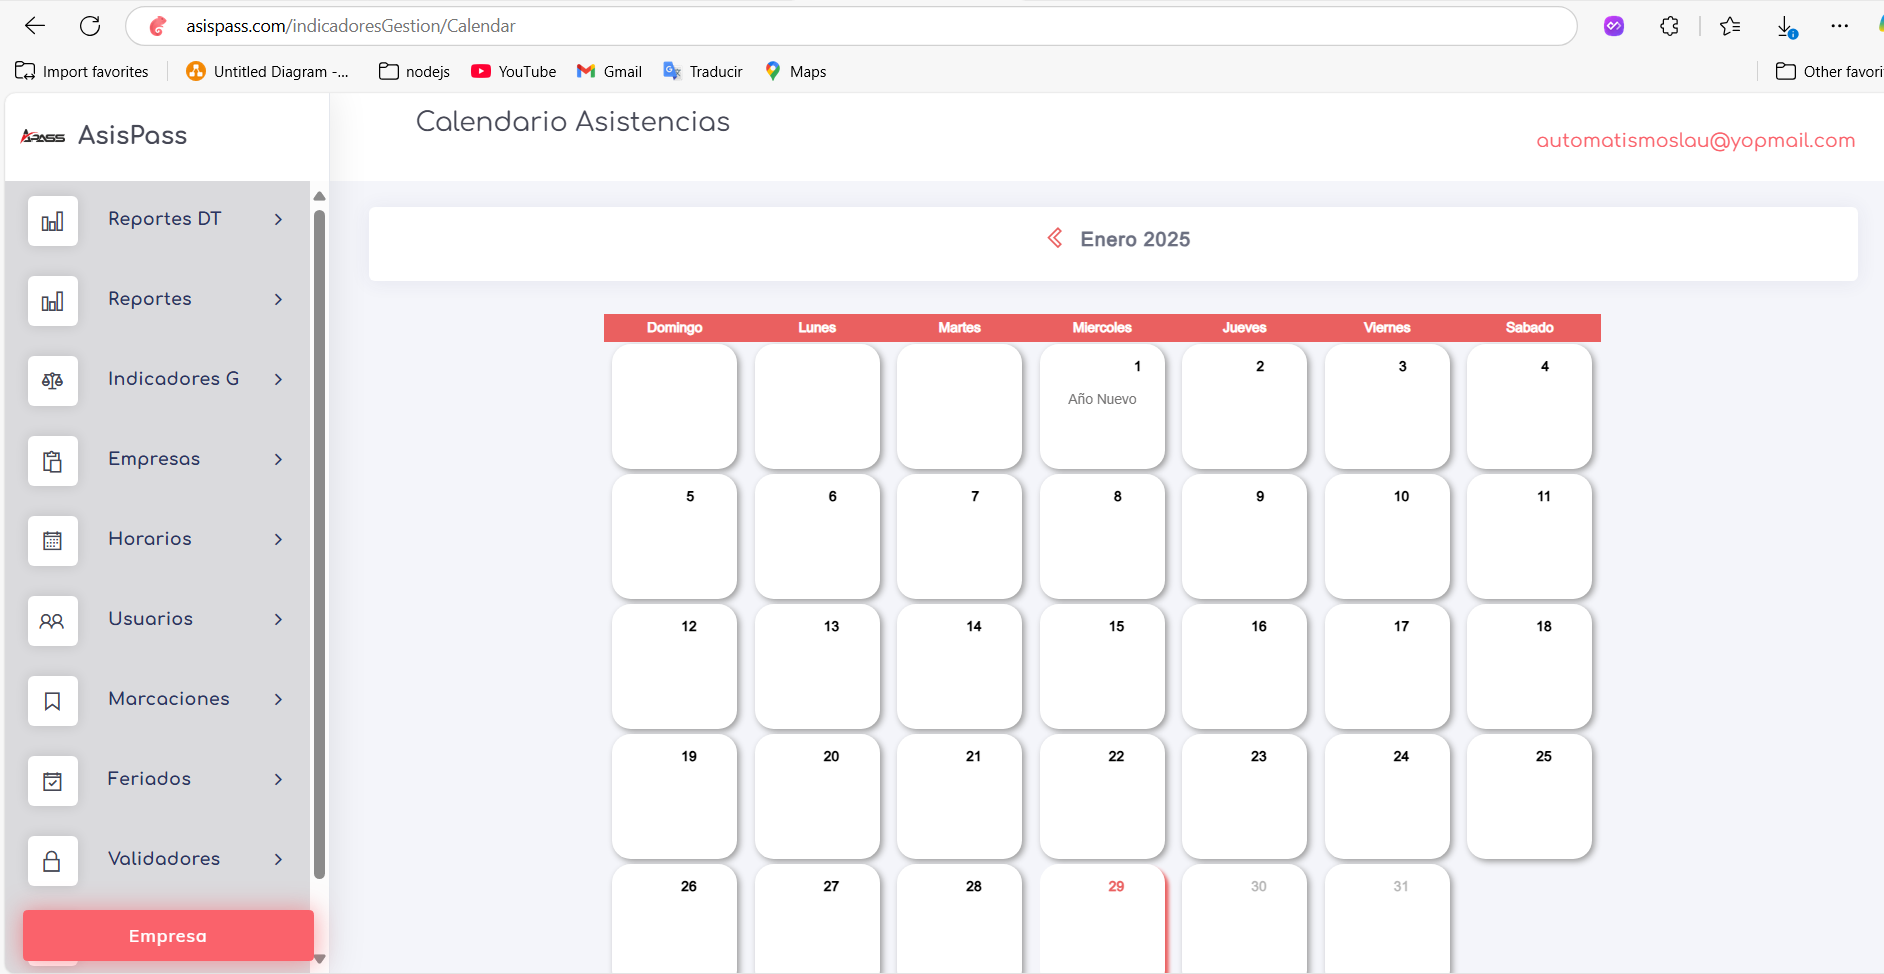 asispass.com/indicadoresGestion/Calendar
Import favorites
Untitled Diagram -...
nodejs
YouTube
Gmail
Traducir
Maps
Other favori
APASS AsisPass
Calendario Asistencias
automatismoslau@yopmail.com
Reportes DT
Reportes
Indicadores G
Empresas
Horarios
Usuarios
Marcaciones
Feriados
Validadores
Empresa
Enero 2025
Domingo Lunes Martes Miercoles Jueves Viernes Sabado
1 2 3 4
Año Nuevo
5 6 7 8 9 10 11
12 13 14 15 16 17 18
19 20 21 22 23 24 25
26 27 28 29 30 31